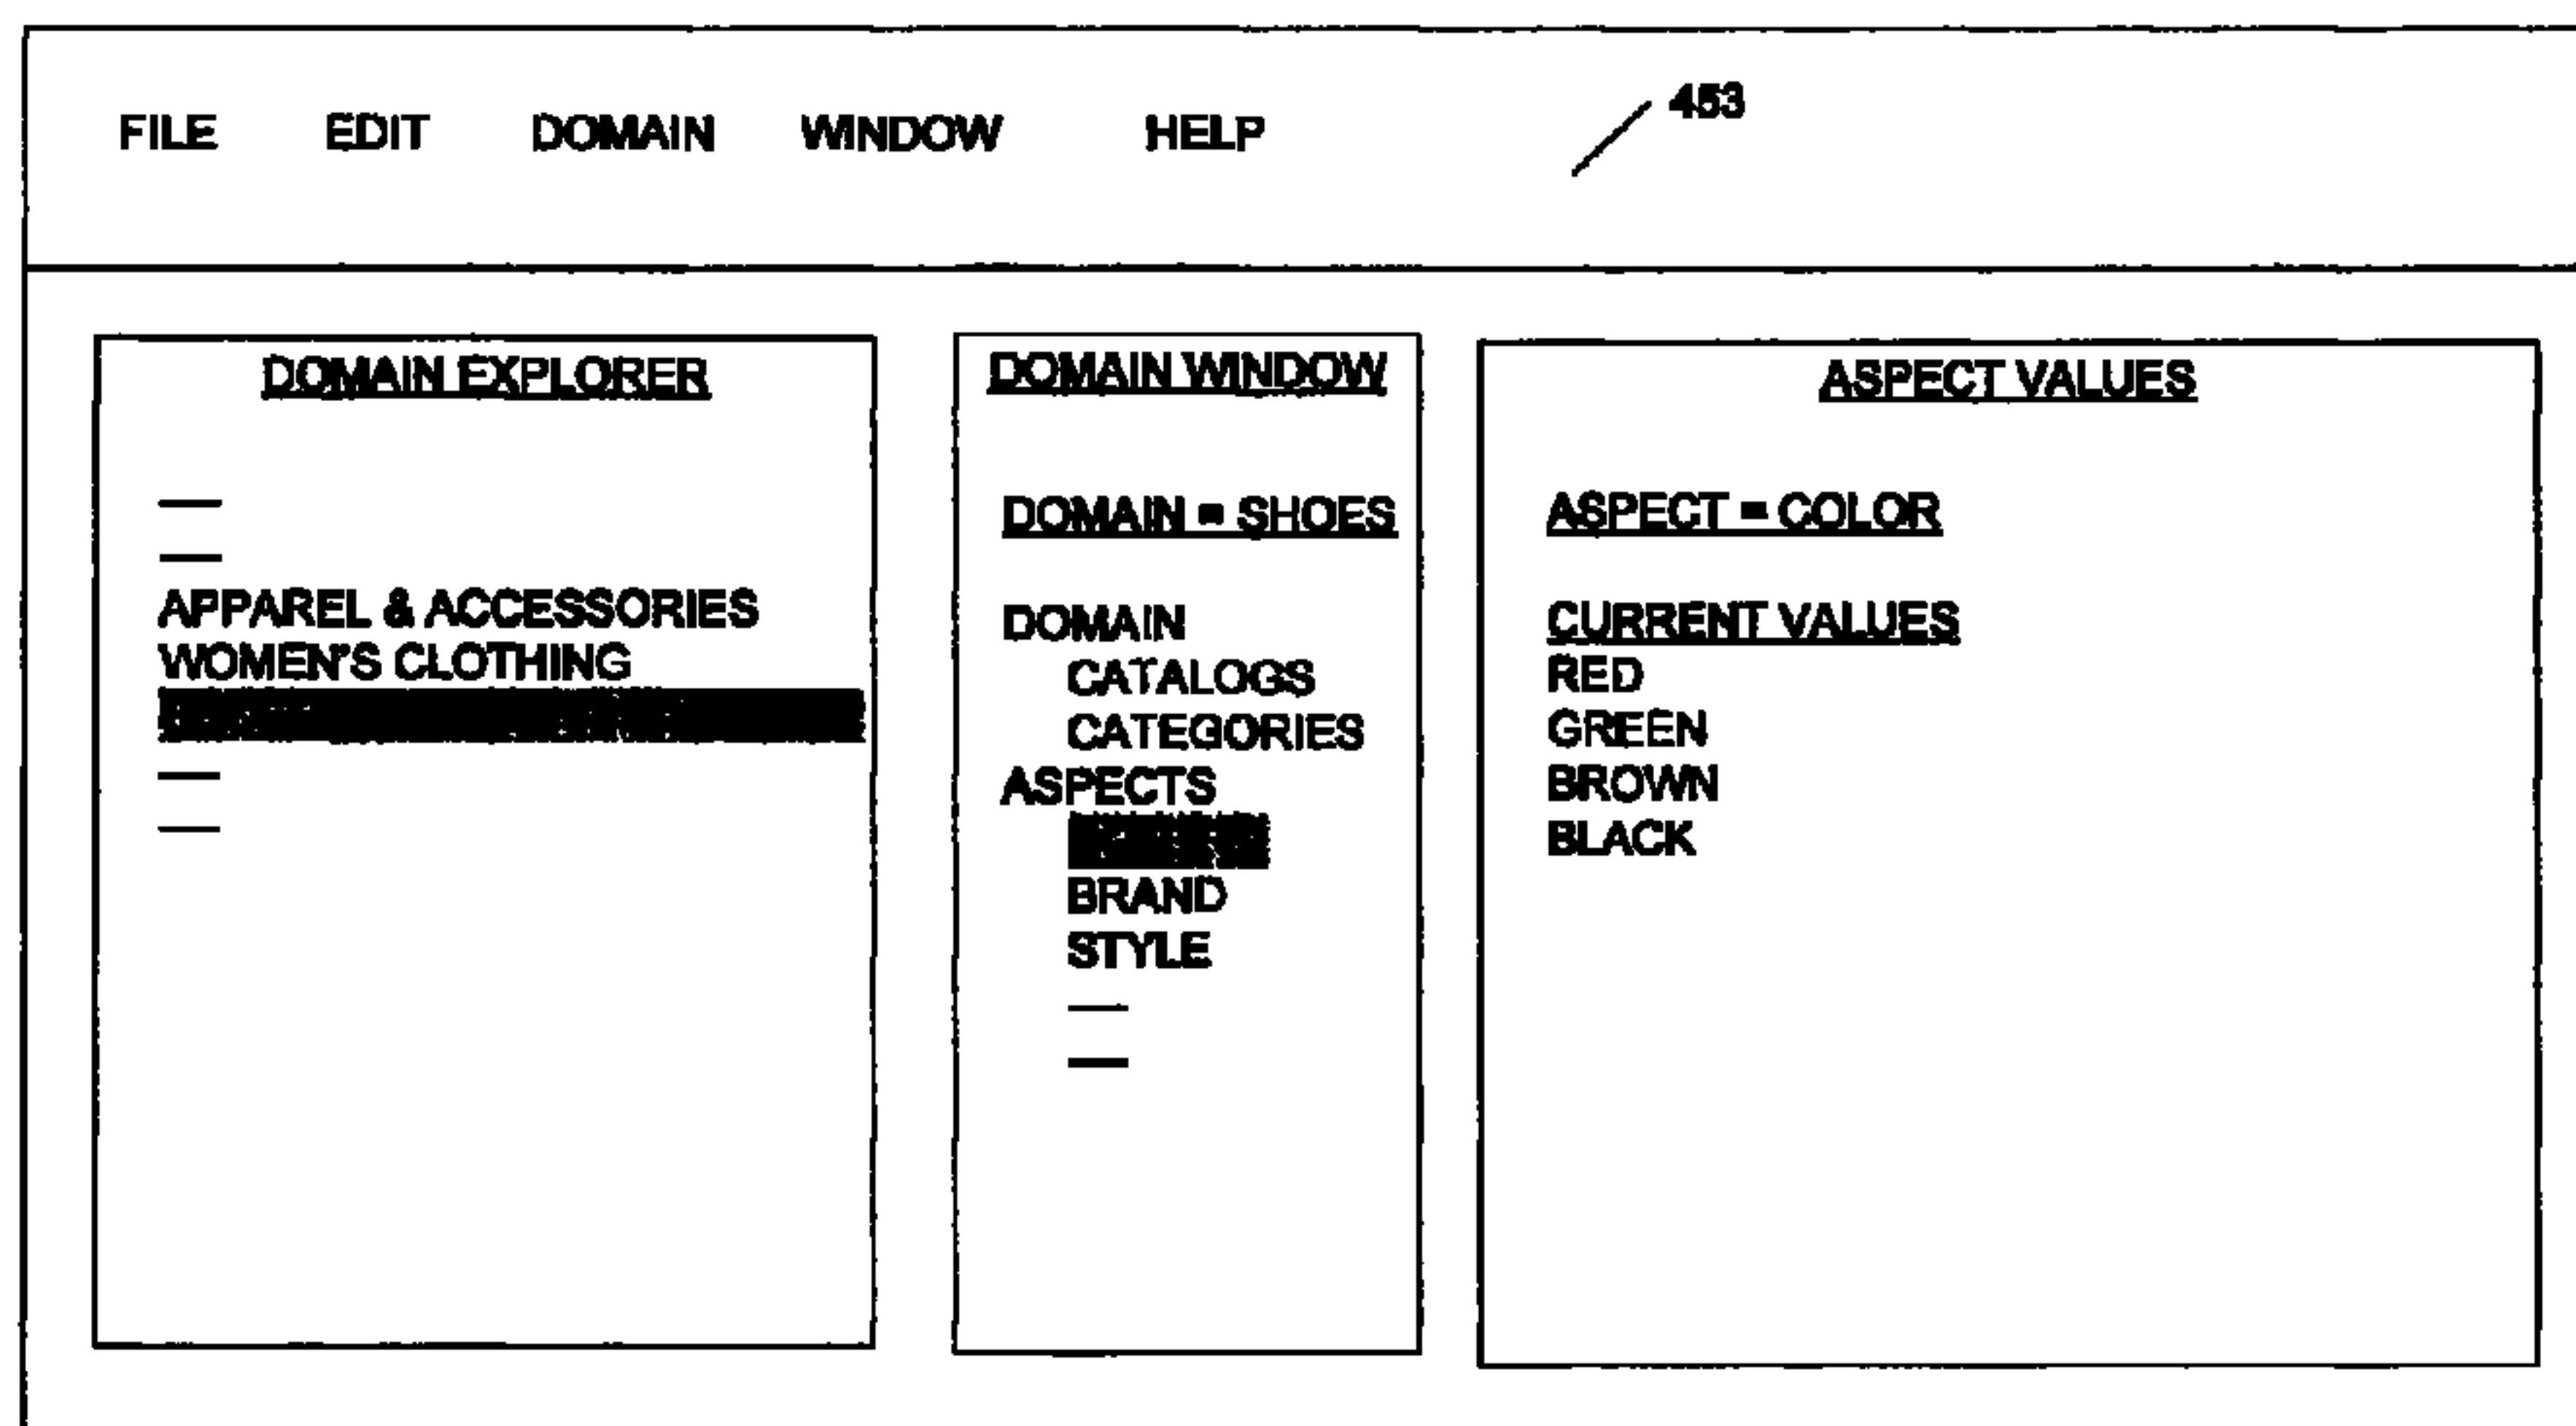 FILE EDIT DOMAIN WINDOW HELP
453
DOMAIN EXPLORER
APPAREL & ACCESSORIES
WOMEN'S CLOTHING
DOMAIN WINDOW
DOMAIN = SHOES
DOMAIN
CATALOGS
CATEGORIES
ASPECTS
BRAND
STYLE
ASPECT VALUES
ASPECT = COLOR
CURRENT VALUES
RED
GREEN
BROWN
BLACK